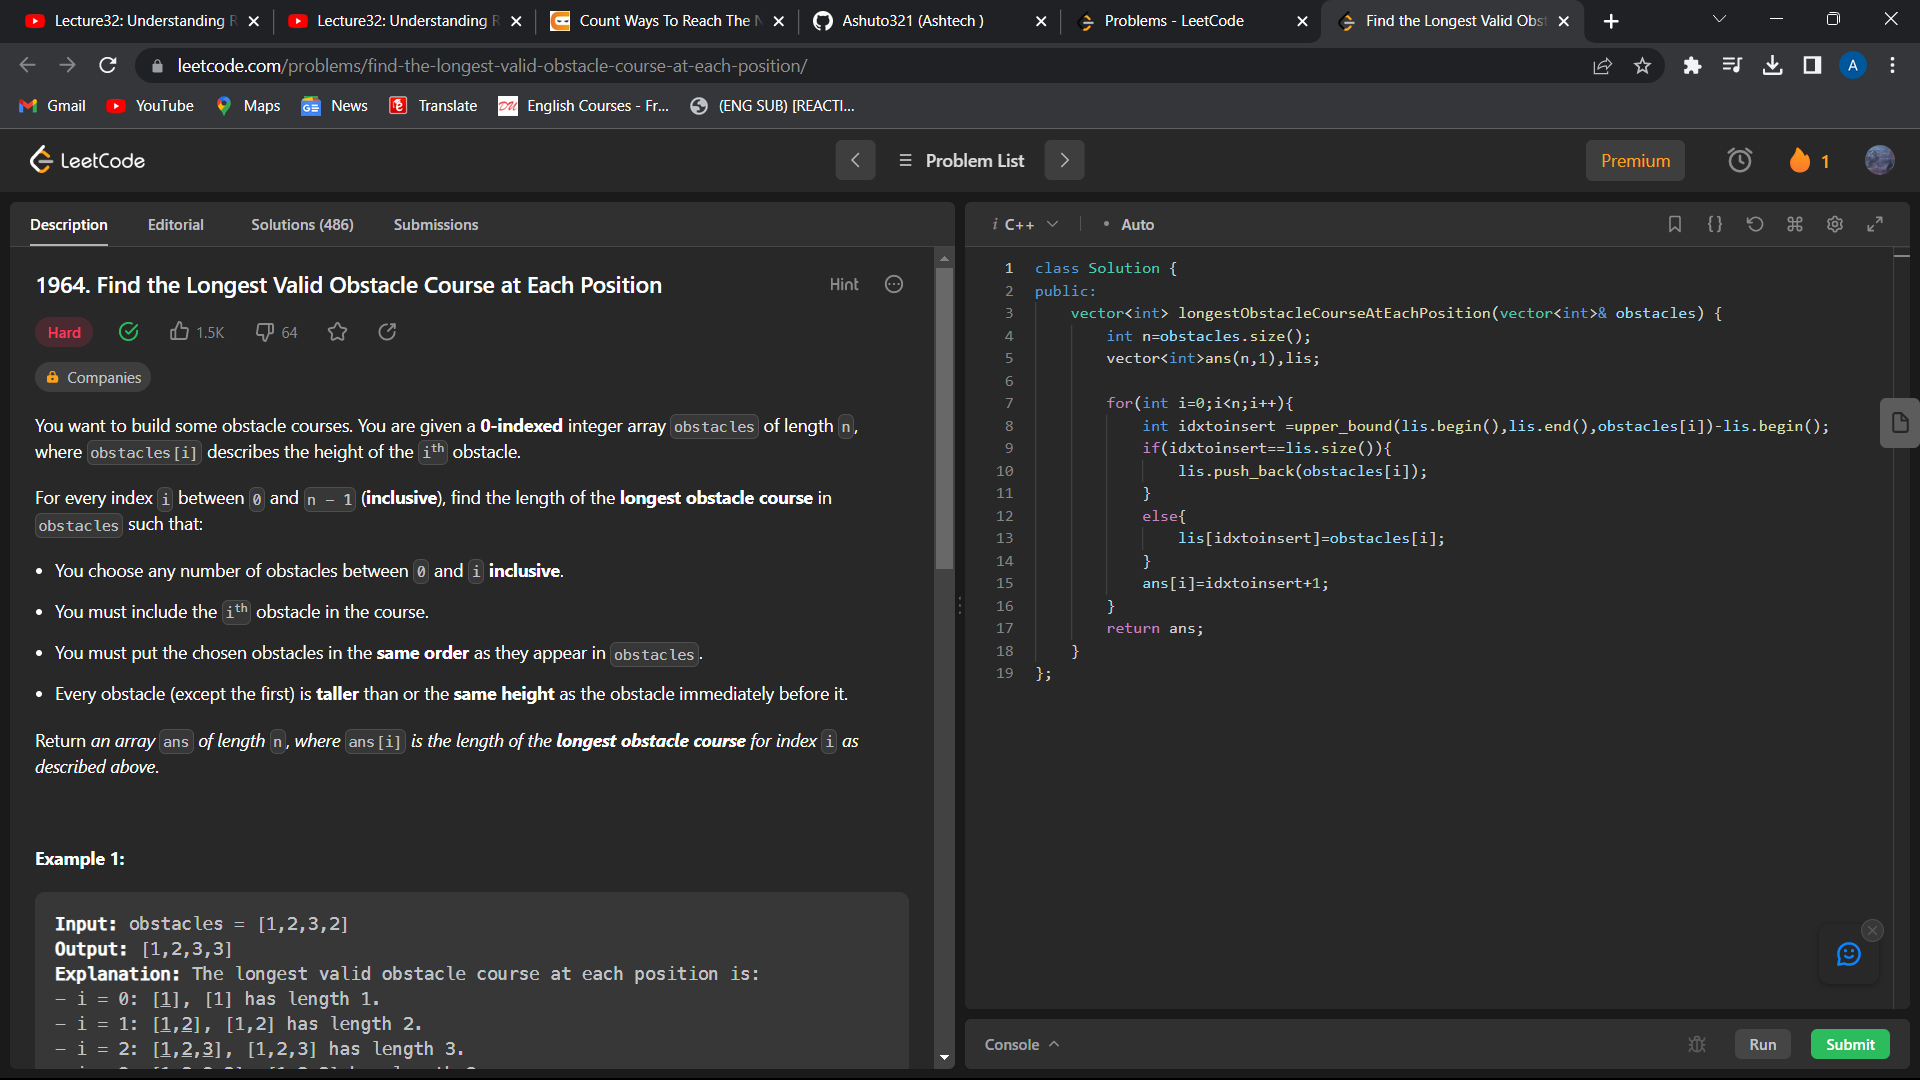 Lecture32: Understanding R
Lecture32: Understanding R
Count Ways To Reach The N
Ashuto321 (Ashtech )
Problems - LeetCode
Find the Longest Valid Obst
leetcode.com/problems/find-the-longest-valid-obstacle-course-at-each-position/
A
Gmail
YouTube
Maps
News
Translate
English Courses - Fr...
(ENG SUB) [REACTI...
LeetCode
Problem List
Premium
1
Description
Editorial
Solutions (486)
Submissions
i C++
• Auto
1964. Find the Longest Valid Obstacle Course at Each Position
Hint
Hard
1.5K
64
Companies
You want to build some obstacle courses. You are given a 0-indexed integer array obstacles of length n,
where obstacles[i] describes the height of the ith obstacle.
For every index i between 0 and n - 1 (inclusive), find the length of the longest obstacle course in
obstacles such that:
• You choose any number of obstacles between 0 and i inclusive.
• You must include the ith obstacle in the course.
• You must put the chosen obstacles in the same order as they appear in obstacles.
• Every obstacle (except the first) is taller than or the same height as the obstacle immediately before it.
Return an array ans of length n, where ans[i] is the length of the longest obstacle course for index i as
described above.
Example 1:
Input: obstacles = [1,2,3,2]
Output: [1,2,3,3]
Explanation: The longest valid obstacle course at each position is:
- i = 0: [1], [1] has length 1.
- i = 1: [1,2], [1,2] has length 2.
- i = 2: [1,2,3], [1,2,3] has length 3.
1 class Solution {
2 public:
3 vector<int> longestObstacleCourseAtEachPosition(vector<int>& obstacles) {
4 int n=obstacles.size();
5 vector<int>ans(n,1),lis;
6
7 for(int i=0;i<n;i++){
8 int idxtoinsert =upper_bound(lis.begin(),lis.end(),obstacles[i])-lis.begin();
9 if(idxtoinsert==lis.size()){
10 lis.push_back(obstacles[i]);
11 }
12 else{
13 lis[idxtoinsert]=obstacles[i];
14 }
15 ans[i]=idxtoinsert+1;
16 }
17 return ans;
18 }
19 };
Console
Run
Submit